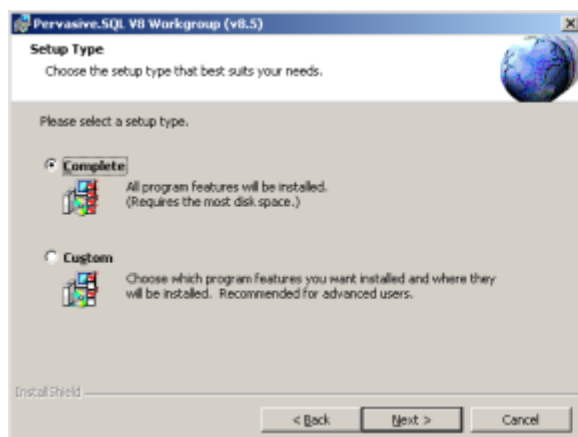 Pervasive.SQL V8 Workgroup (v8.5)
Setup Type
Choose the setup type that best suits your needs.
Please select a setup type.
Complete
All program features will be installed.
(Requires the most disk space.)
Custom
Choose which program features you want installed and where they
will be installed. Recommended for advanced users.
InstallShield
< Back
Next >
Cancel